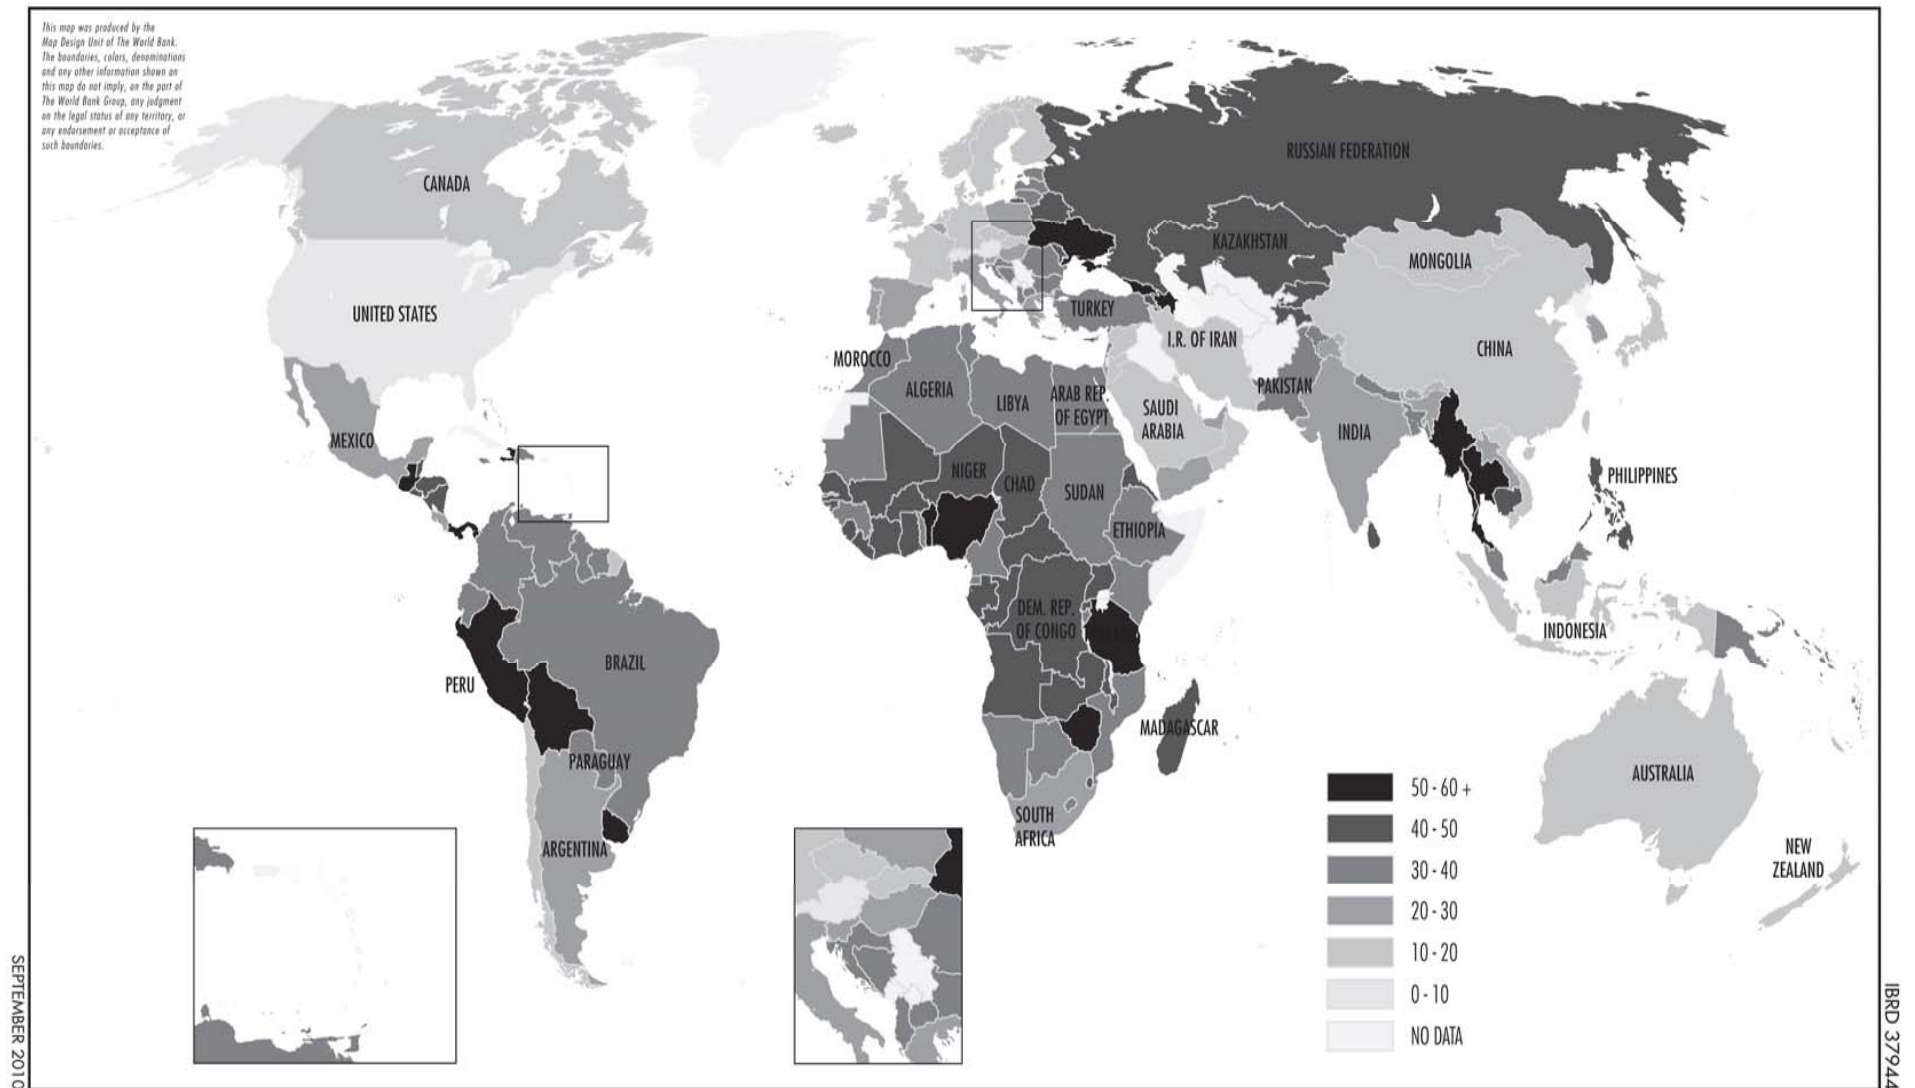 This map was produced by the
Map Design Unit of The World Bank.
The boundaries, colors, denominations
and any other information shown on
this map do not imply, on the part of
The World Bank Group, any judgment
on the legal status of any territory, or
any endorsement or acceptance of
such boundaries.
RUSSIAN FEDERATION
CANADA
KAZAKHSTAN
MONGOLIA
UNITED STATES
TURKEY
I.R. OF IRAN
CHINA
MOROCCO
ALGERIA
LIBYA
ARAB REP.
OF EGYPT
PAKISTAN
SAUDI
ARABIA
INDIA
MEXICO
NIGER
CHAD
SUDAN
PHILIPPINES
ETHIOPIA
DEM. REP.
OF CONGO
INDONESIA
BRAZIL
PERU
MADAGASCAR
PARAGUAY
AUSTRALIA
SOUTH
AFRICA
ARGENTINA
NEW
ZEALAND
50 - 60 +
40 - 50
30 - 40
20 - 30
10 - 20
0 - 10
NO DATA
SEPTEMBER 2010
IBRD 37944